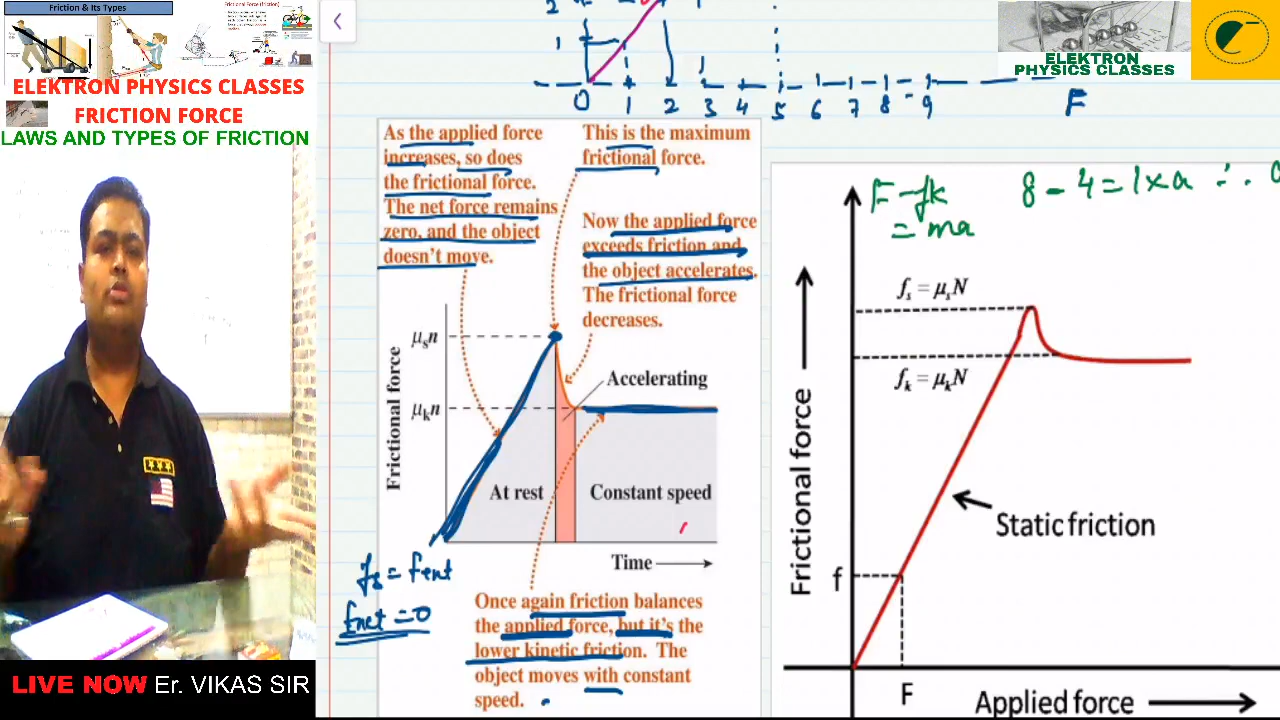 Friction & Its Types
Frictional Force (Friction)
ELEKTRON PHYSICS CLASSES
FRICTION FORCE
LAWS AND TYPES OF FRICTION
LIVE NOW Er. VIKAS SIR
2
1
0 1 2 3 4 5 6 7 8 9 F
ELEKTRON
PHYSICS CLASSES
As the applied force
increases, so does
the frictional force.
The net force remains
zero, and the object
doesn't move.
This is the maximum
frictional force.
Now the applied force
exceeds friction and
the object accelerates.
The frictional force
decreases.
μsn
μkn
Frictional force
Accelerating
At rest
Constant speed
Time
fs = fext
fnet = 0
Once again friction balances
the applied force, but it's the
lower kinetic friction. The
object moves with constant
speed.
F - fk
= ma
8 - 4 = 1 x a ∴
fs = μsN
fk = μkN
Frictional force
Static friction
f
F
Applied force